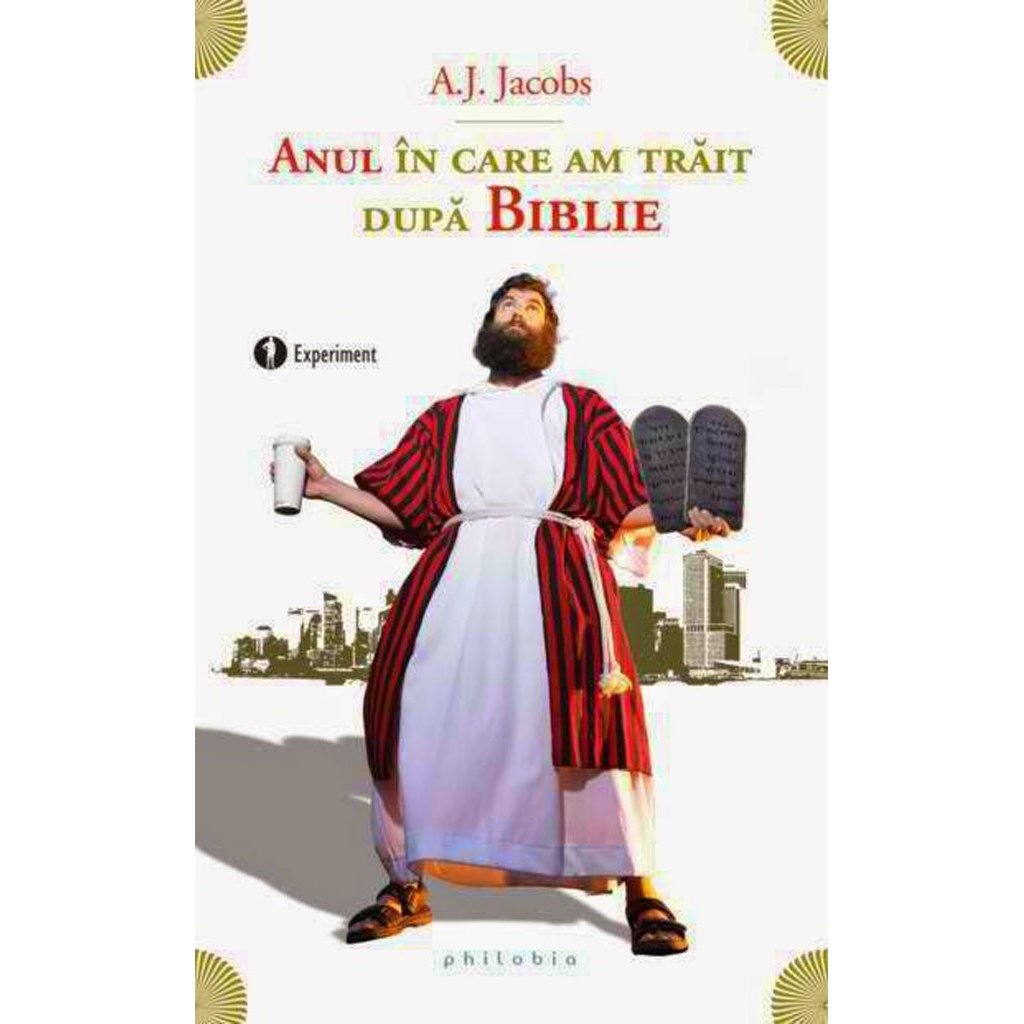 A.J. Jacobs
ANUL ÎN CARE AM TRĂIT
DUPĂ BIBLIE
Experiment
philobia